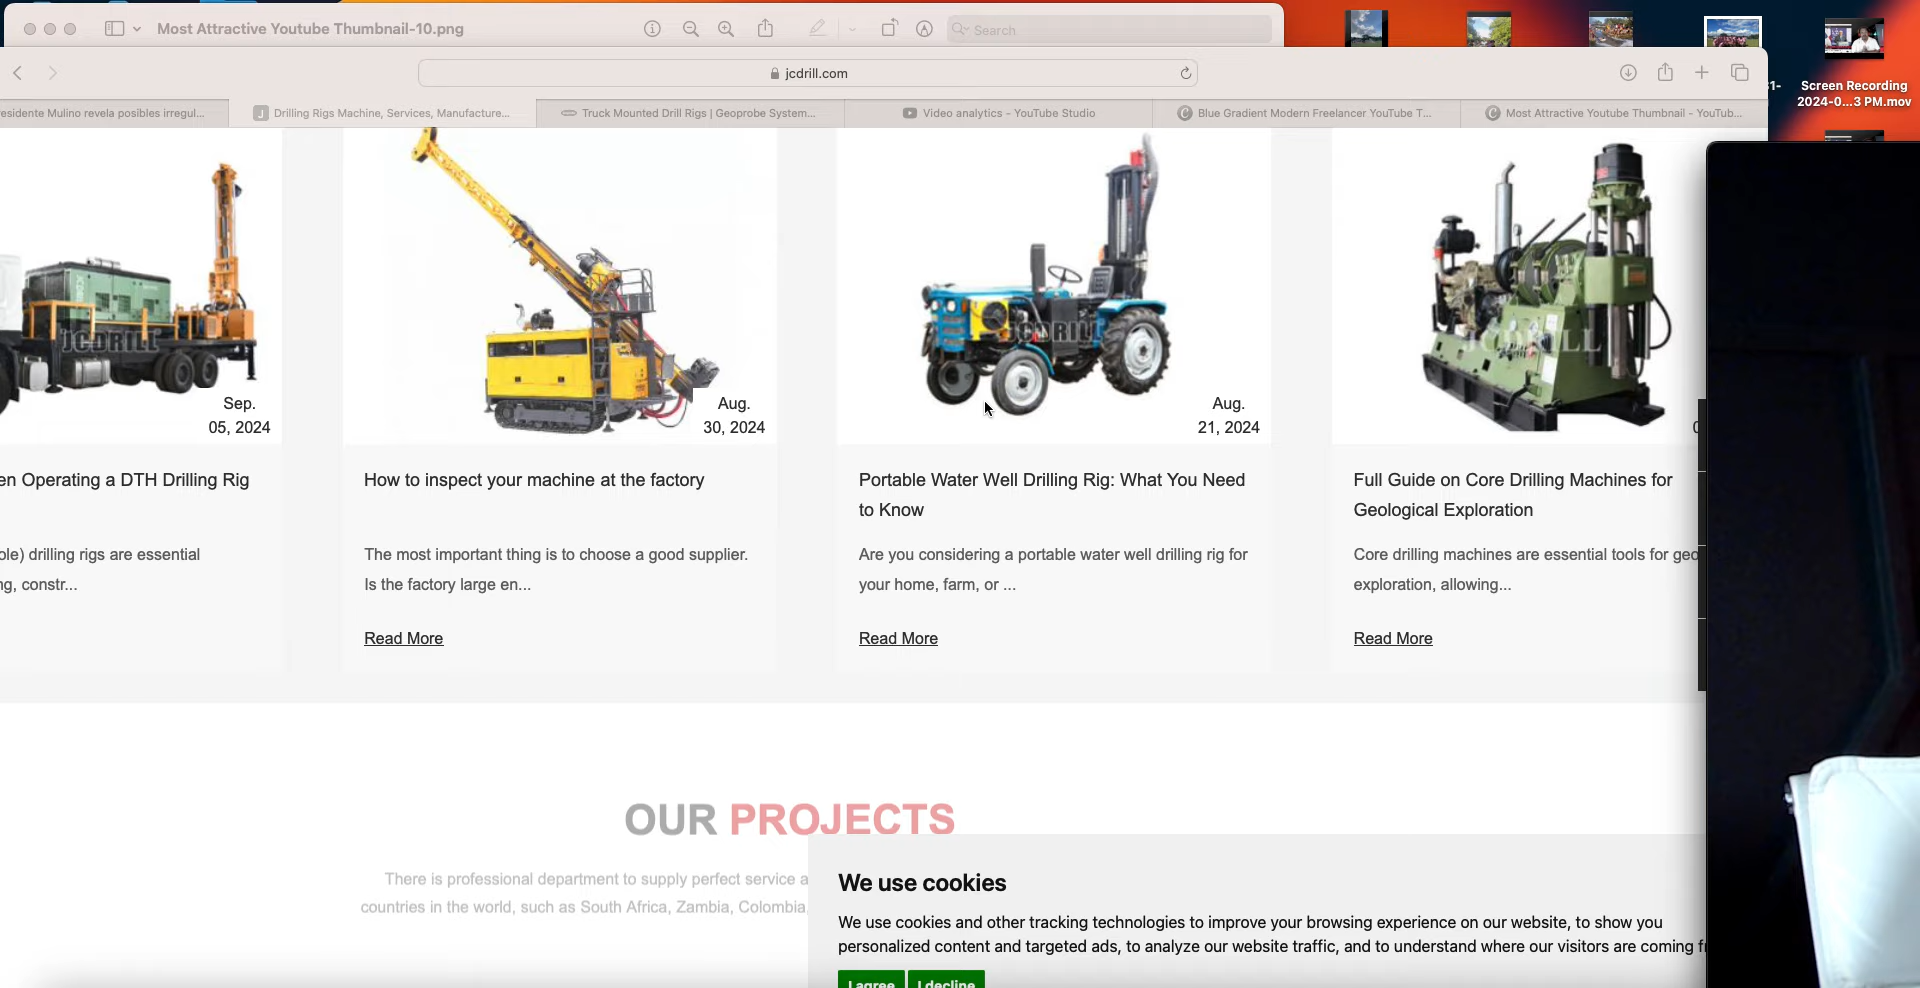 Most Attractive Youtube Thumbnail-10.png
Search
jcdrill.com
esidente Mulino revela posibles irregul...
Drilling Rigs Machine, Services, Manufacture...
Truck Mounted Drill Rigs | Geoprobe System...
Video analytics - YouTube Studio
Blue Gradient Modern Freelancer YouTube T...
Most Attractive Youtube Thumbnail - YouTub...
Screen Recording
2024-0...3 PM.mov
JCDRILL
JCDRILL
JCDRILL
Sep.
05, 2024
Aug.
30, 2024
Aug.
21, 2024
en Operating a DTH Drilling Rig
How to inspect your machine at the factory
Portable Water Well Drilling Rig: What You Need
to Know
Full Guide on Core Drilling Machines for
Geological Exploration
ole) drilling rigs are essential
ng, constr...
The most important thing is to choose a good supplier.
Is the factory large en...
Are you considering a portable water well drilling rig for
your home, farm, or ...
Core drilling machines are essential tools for geo
exploration, allowing...
Read More
Read More
Read More
OUR PROJECTS
There is professional department to supply perfect service a
countries in the world, such as South Africa, Zambia, Colombia,
We use cookies
We use cookies and other tracking technologies to improve your browsing experience on our website, to show you
personalized content and targeted ads, to analyze our website traffic, and to understand where our visitors are coming f
I agree
I decline